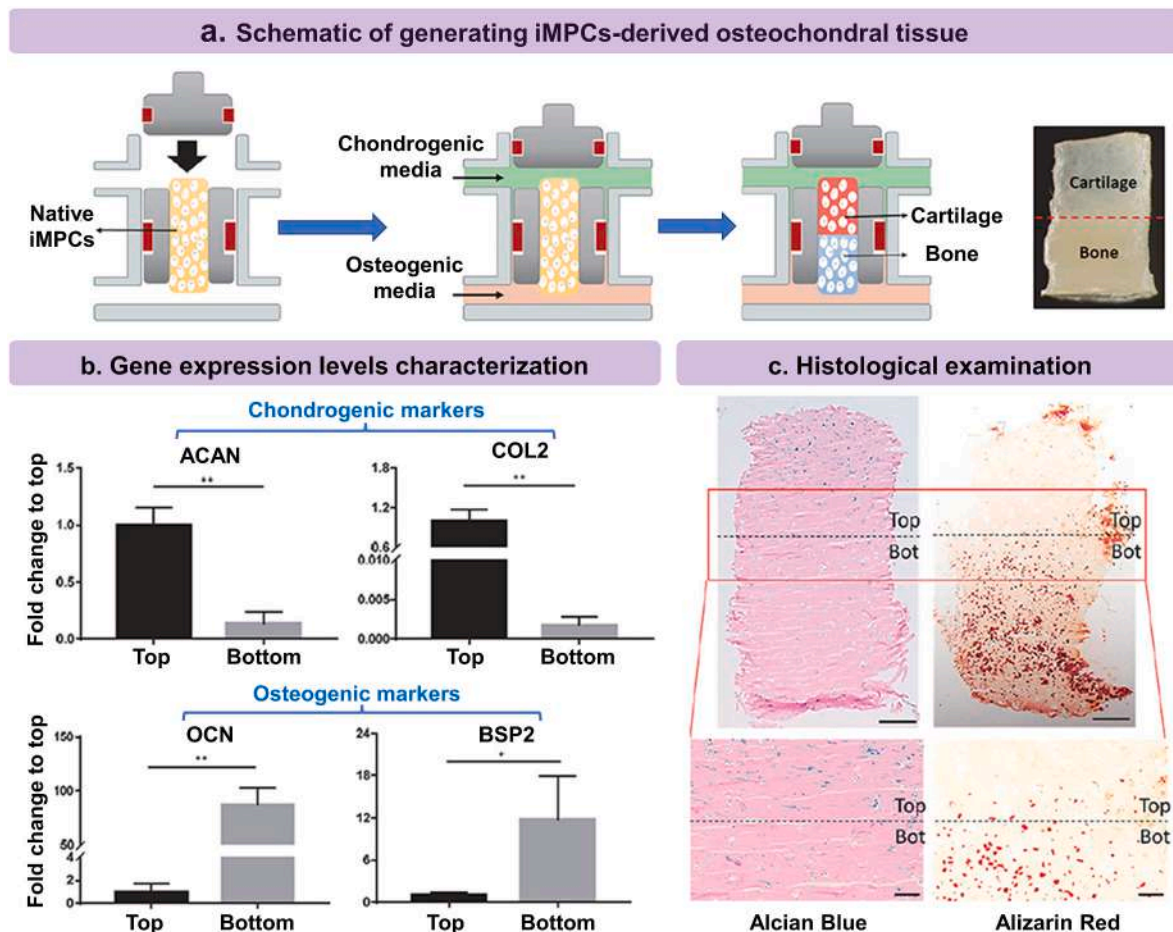 a. Schematic of generating iMPCs-derived osteochondral tissue
Native
iMPCs
Chondrogenic
media
Osteogenic
media
Cartilage
Bone
Cartilage
Bone
b. Gene expression levels characterization
Chondrogenic markers
ACAN
Fold change to top
1.5
1.0
0.5
0.0
**
Top
Bottom
COL2
1.8
1.2
0.6
0.010
0.005
0.000
**
Top
Bottom
Osteogenic markers
OCN
Fold change to top
150
100
50
4
2
0
**
Top
Bottom
BSP2
24
18
12
6
0
*
Top
Bottom
c. Histological examination
Top
Bot
Top
Bot
Top
Bot
Top
Bot
Alcian Blue
Alizarin Red